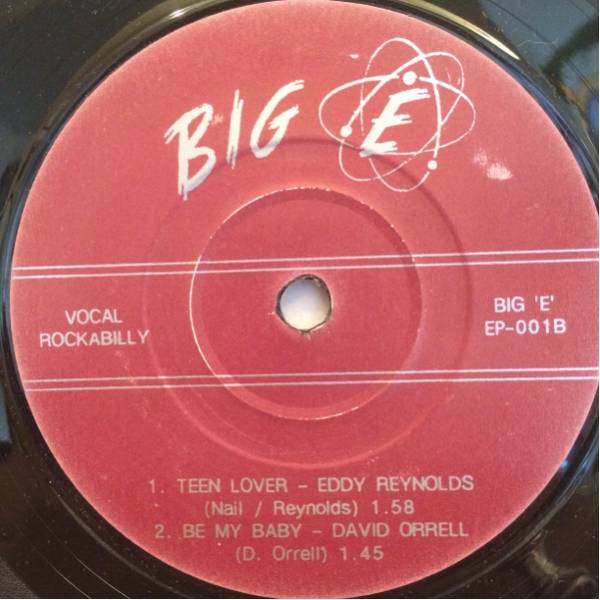 BIG E
VOCAL
ROCKABILLY
BIG 'E'
EP-001B
1. TEEN LOVER - EDDY REYNOLDS
(Nail / Reynolds) 1.58
2. BE MY BABY - DAVID ORRELL
(D. Orrell) 1.45